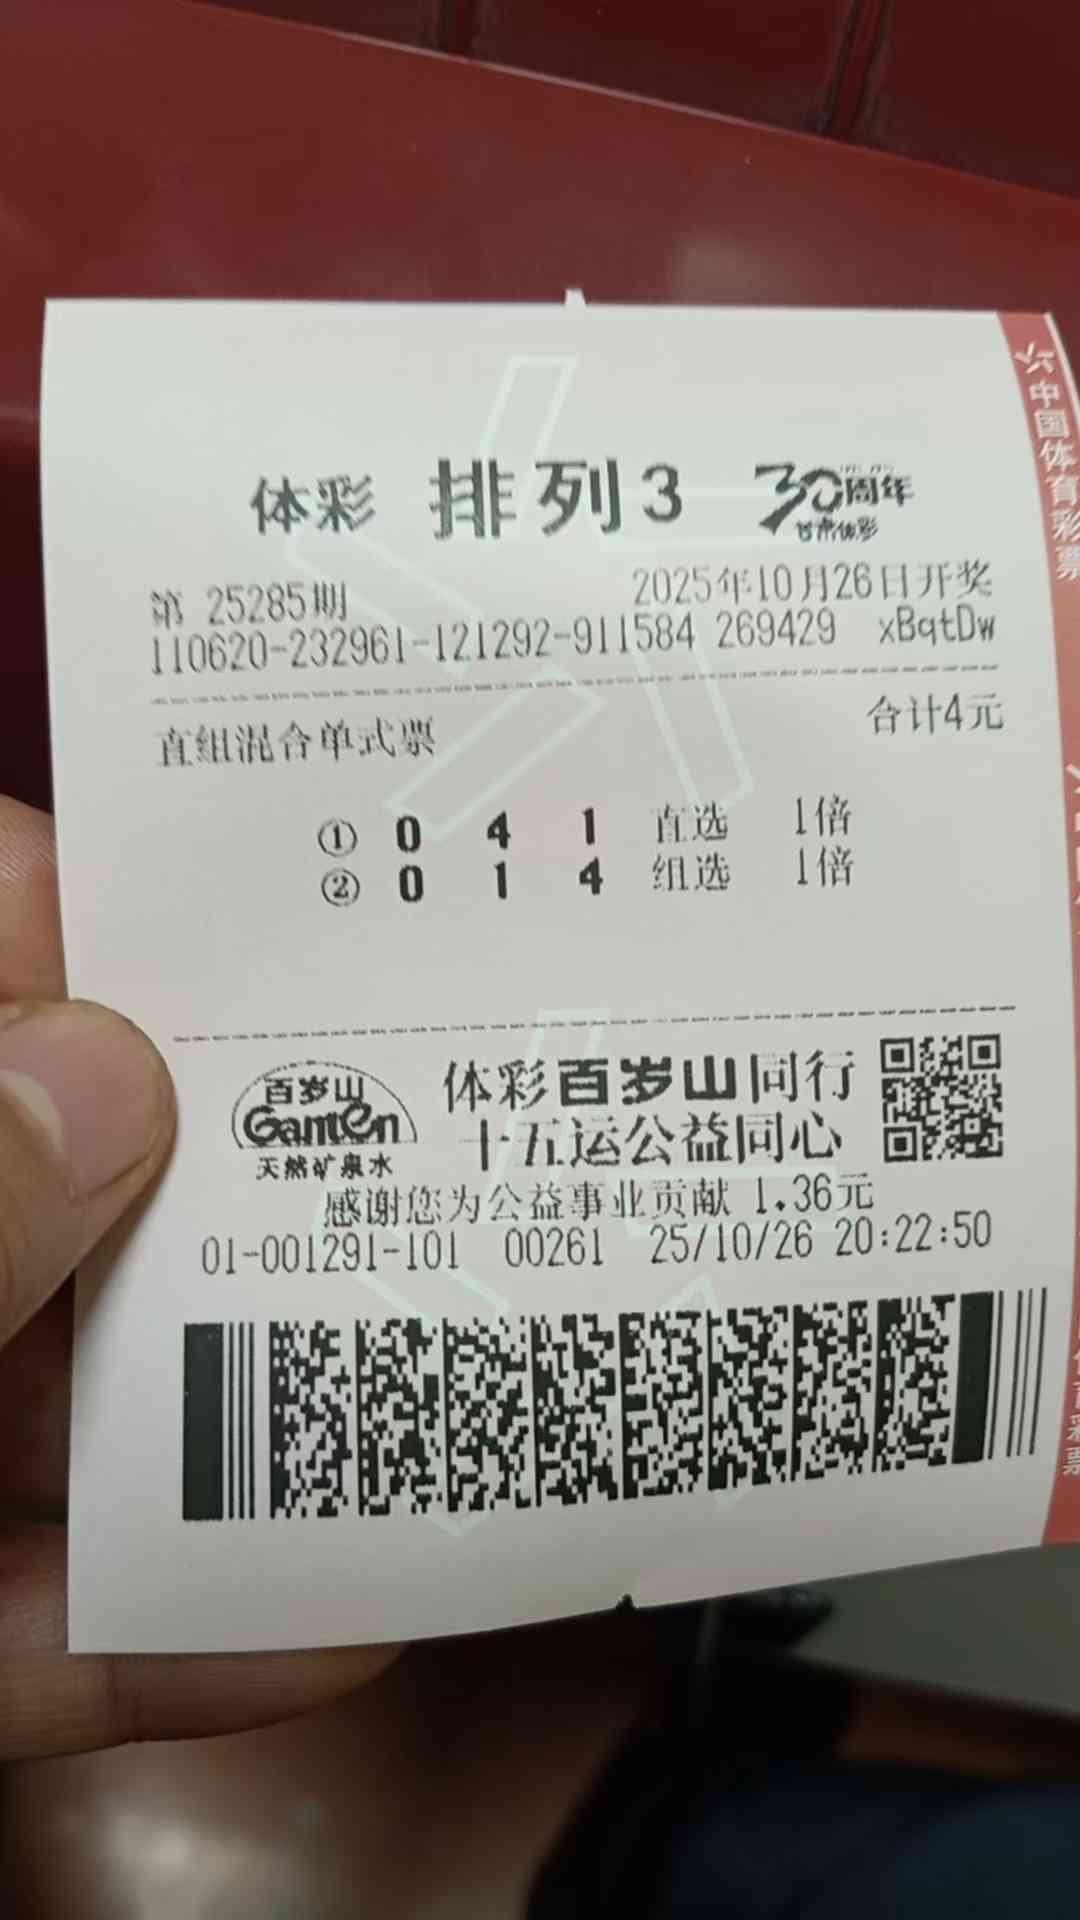 体彩 排列3 30周年
甘肃体彩
第 25285期 2025年10月26日开奖
110620-232961-121292-911584 269429 xBqtDw
直组混合单式票 合计4元
① 0 4 1 直选 1倍
② 0 1 4 组选 1倍
百岁山
Ganten
天然矿泉水
体彩百岁山同行
十五运公益同心
感谢您为公益事业贡献 1.36元
01-001291-101 00261 25/10/26 20:22:50
中国体育彩票